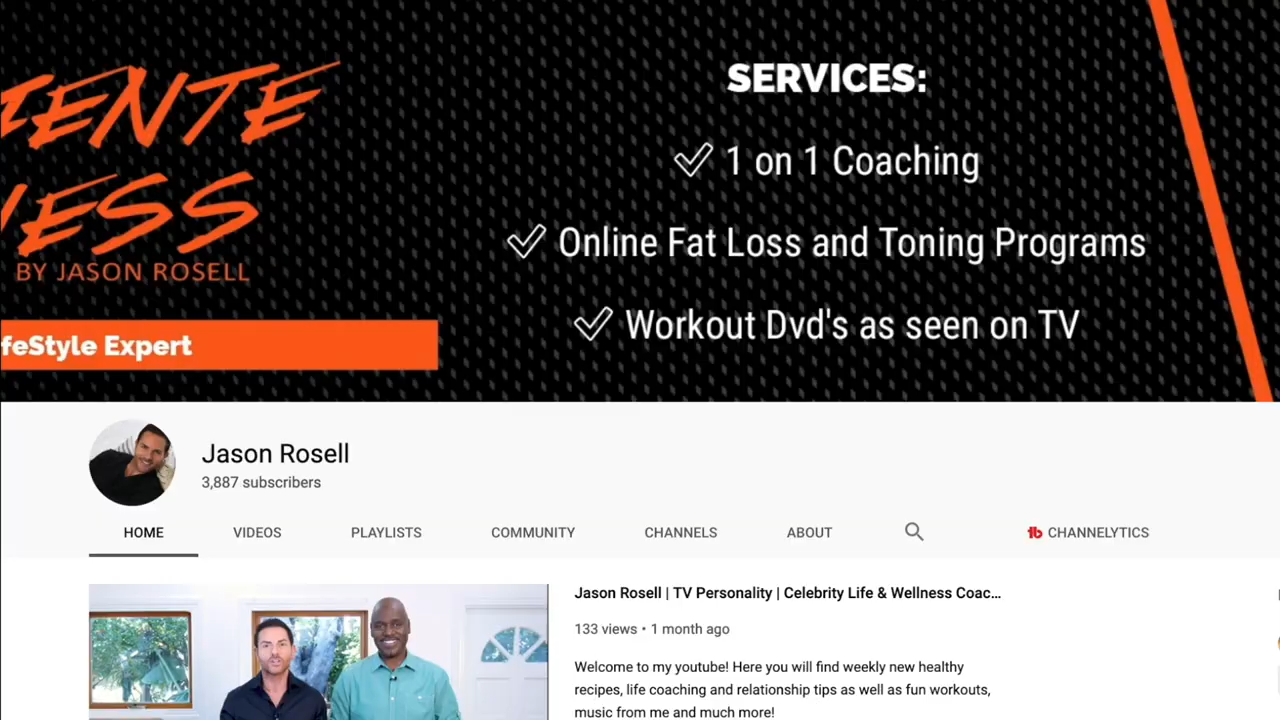 IENTE
NESS
BY JASON ROSELL
feStyle Expert
SERVICES:
1 on 1 Coaching
Online Fat Loss and Toning Programs
Workout Dvd's as seen on TV
Jason Rosell
3,887 subscribers
HOME
VIDEOS
PLAYLISTS
COMMUNITY
CHANNELS
ABOUT
tb CHANNELYTICS
Jason Rosell | TV Personality | Celebrity Life & Wellness Coac...
133 views • 1 month ago
Welcome to my youtube! Here you will find weekly new healthy
recipes, life coaching and relationship tips as well as fun workouts,
music from me and much more!